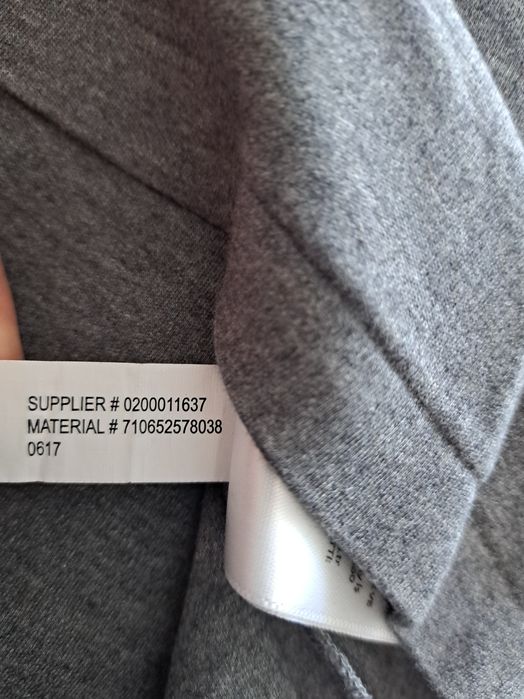 SUPPLIER # 0200011637
MATERIAL # 710652578038
0617